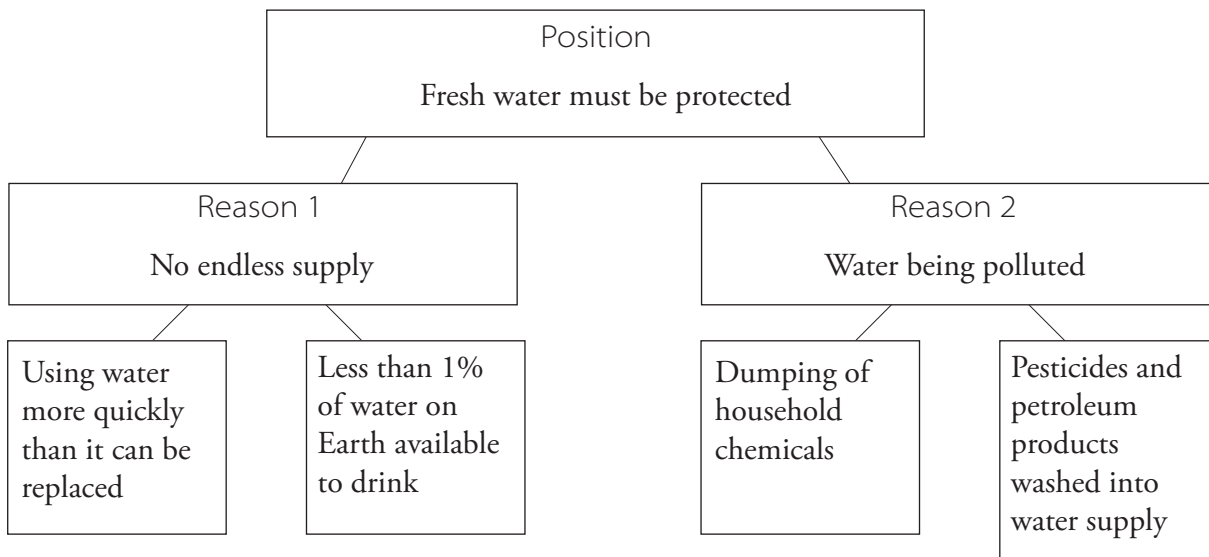 Position
Fresh water must be protected
Reason 1
No endless supply
Reason 2
Water being polluted
Using water
more quickly
than it can be
replaced
Less than 1%
of water on
Earth available
to drink
Dumping of
household
chemicals
Pesticides and
petroleum
products
washed into
water supply